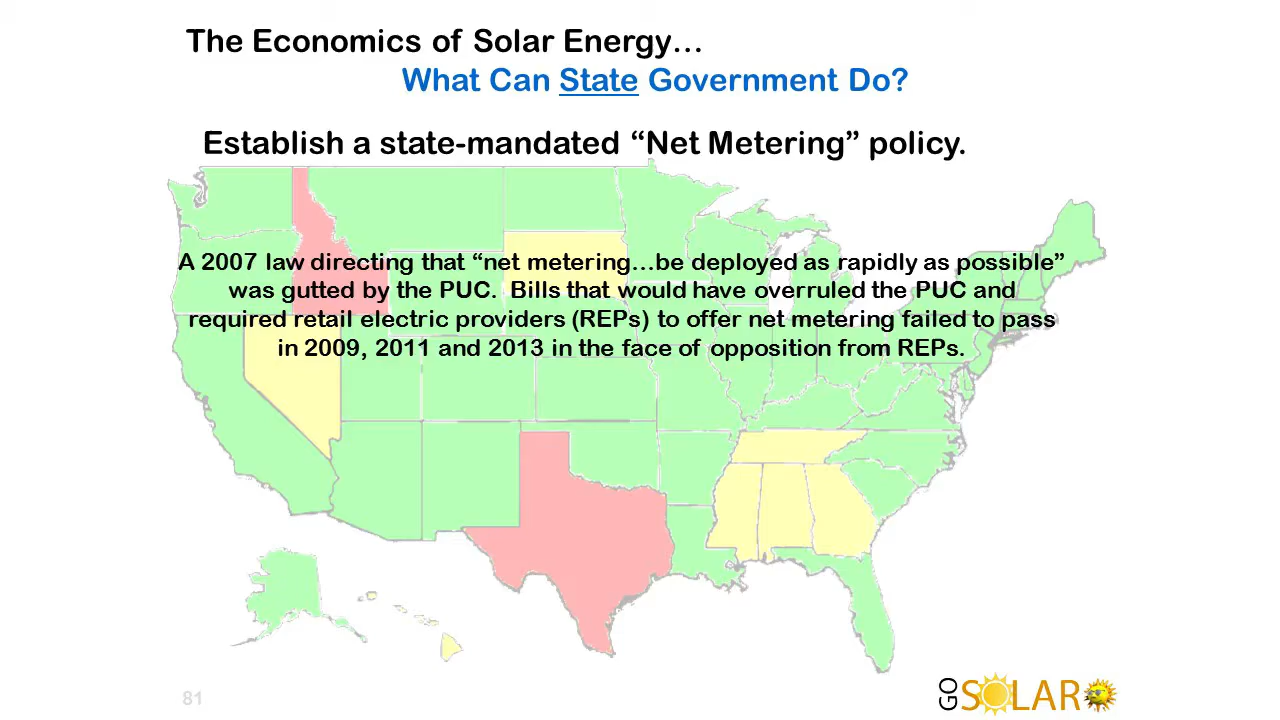 The Economics of Solar Energy…
What Can State Government Do?
Establish a state-mandated “Net Metering” policy.
A 2007 law directing that “net metering…be deployed as rapidly as possible”
was gutted by the PUC.  Bills that would have overruled the PUC and
required retail electric providers (REPs) to offer net metering failed to pass
in 2009, 2011 and 2013 in the face of opposition from REPs.
81
GO SOLAR